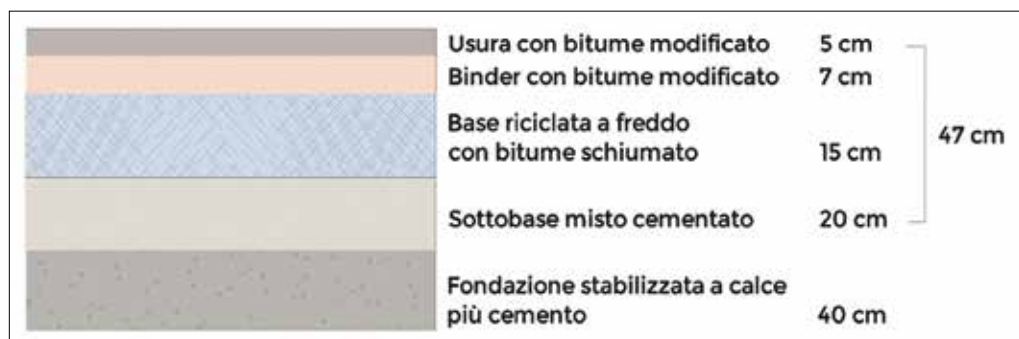 Usura con bitume modificato 5 cm
Binder con bitume modificato 7 cm
Base riciclata a freddo
con bitume schiumato 15 cm
47 cm
Sottobase misto cementato 20 cm
Fondazione stabilizzata a calce
più cemento 40 cm